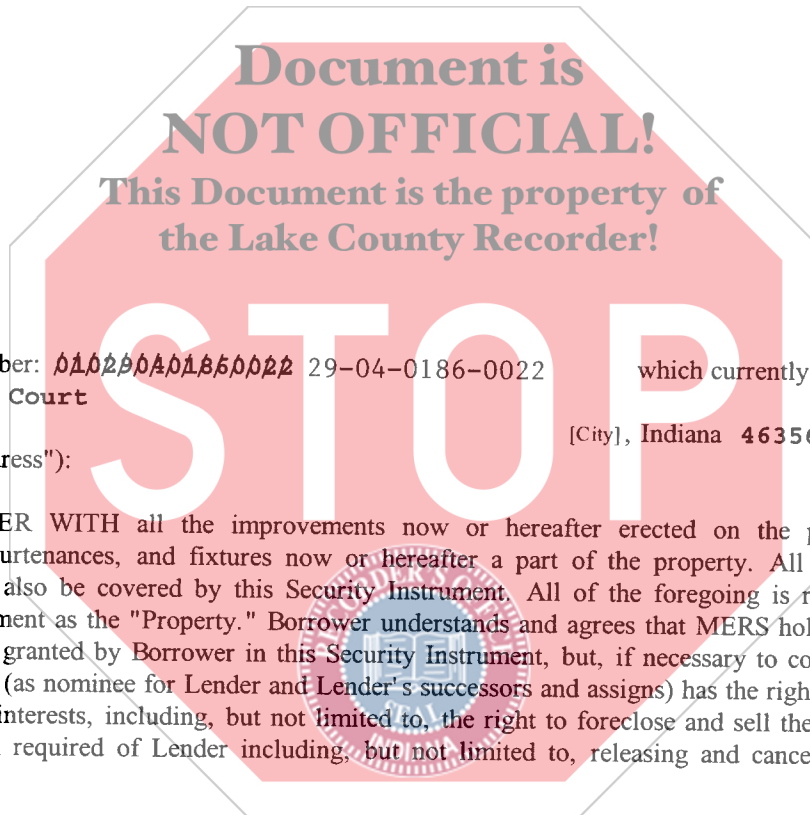 Document is
NOT OFFICIAL!
This Document is the property of
the Lake County Recorder!
STOP
ber: 010290401860022 29-04-0186-0022 which currently
Court
[City], Indiana 46356
ress"):
ER WITH all the improvements now or hereafter erected on the p
urtenances, and fixtures now or hereafter a part of the property. All
also be covered by this Security Instrument. All of the foregoing is r
ment as the "Property." Borrower understands and agrees that MERS hol
granted by Borrower in this Security Instrument, but, if necessary to co
(as nominee for Lender and Lender's successors and assigns) has the righ
interests, including, but not limited to, the right to foreclose and sell the
required of Lender including, but not limited to, releasing and cance
RECORDER'S OFFICE
SEAL